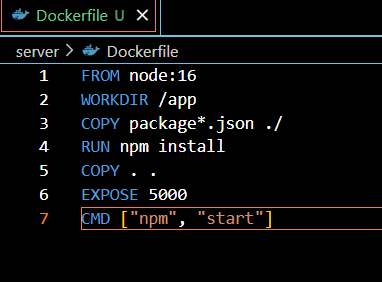 Dockerfile U ×
server > Dockerfile
1 FROM node:16
2 WORKDIR /app
3 COPY package*.json ./
4 RUN npm install
5 COPY . .
6 EXPOSE 5000
7 CMD ["npm", "start"]